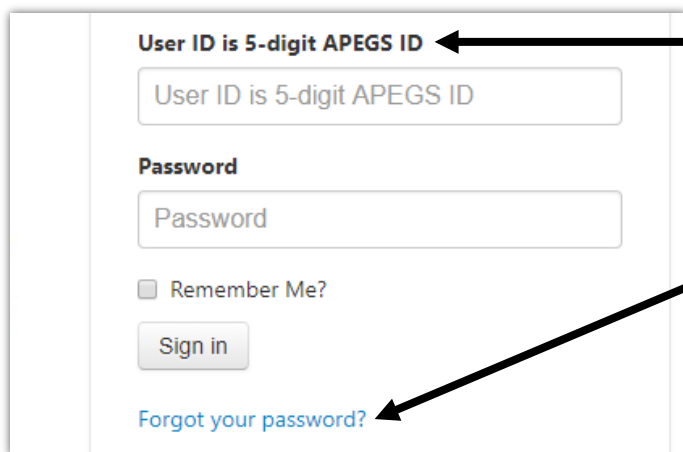 User ID is 5-digit APEGS ID
User ID is 5-digit APEGS ID
Password
Password
Remember Me?
Sign in
Forgot your password?